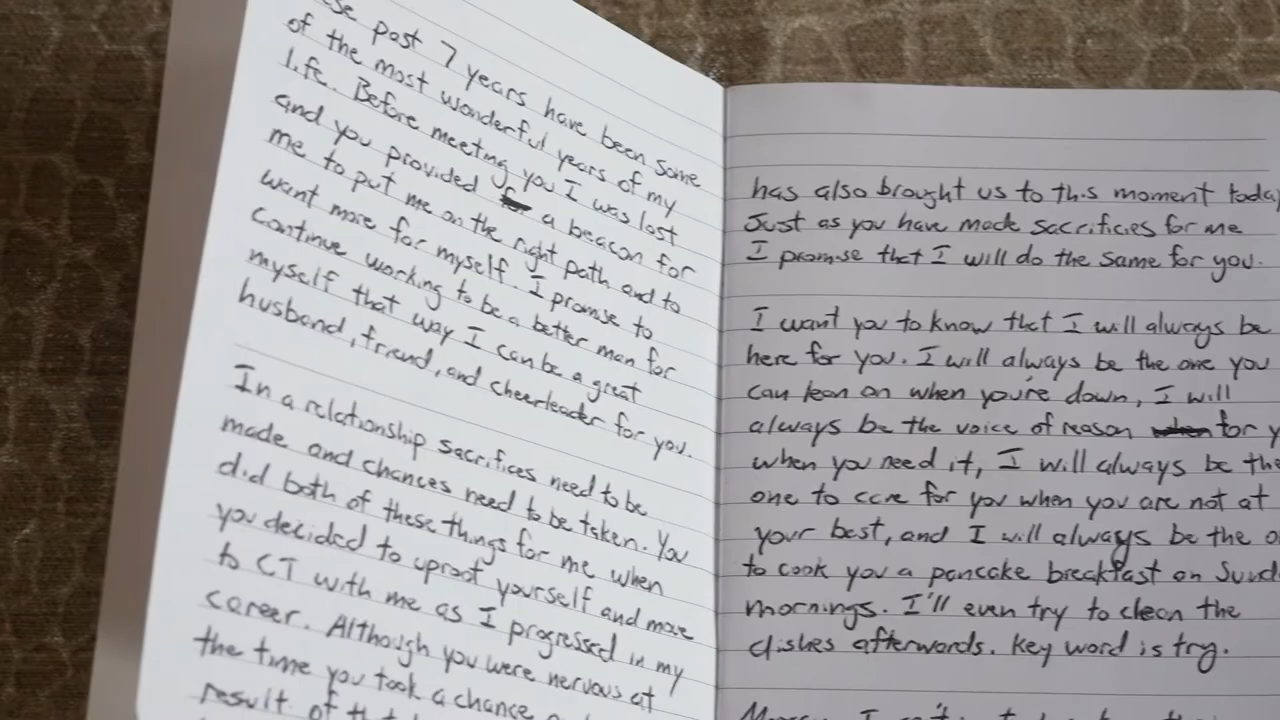 past 7 years have been some
of the most wonderful years of my
life. Before meeting you I was lost
and you provided a beacon for
me to put me on the right path and to
want more for myself. I promise to
continue working to be a better man for
myself that way I can be a great
husband, friend, and cheerleader for you.
In a relationship sacrifices need to be
made and chances need to be taken. You
did both of these things for me when
you decided to uproot yourself and move
to CT with me as I progressed in my
career. Although you were nervous at
the time you took a chance
result of
has also brought us to this moment today
Just as you have made sacrificies for me
I promise that I will do the same for you.
I want you to know that I will always be
here for you. I will always be the one you
can lean on when you're down, I will
always be the voice of reason for
when you need it, I will always be the
one to care for you when you are not at
your best, and I will always be the
to cook you a pancake breakfast on
mornings. I'll even try to clean the
dishes afterwards. Key word is try.